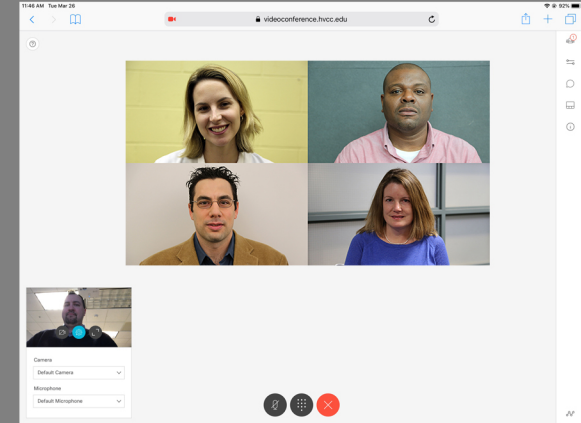 11:46 AM Tue Mar 26
92%
videoconference.hvcc.edu
Camera
Default Camera
Microphone
Default Microphone